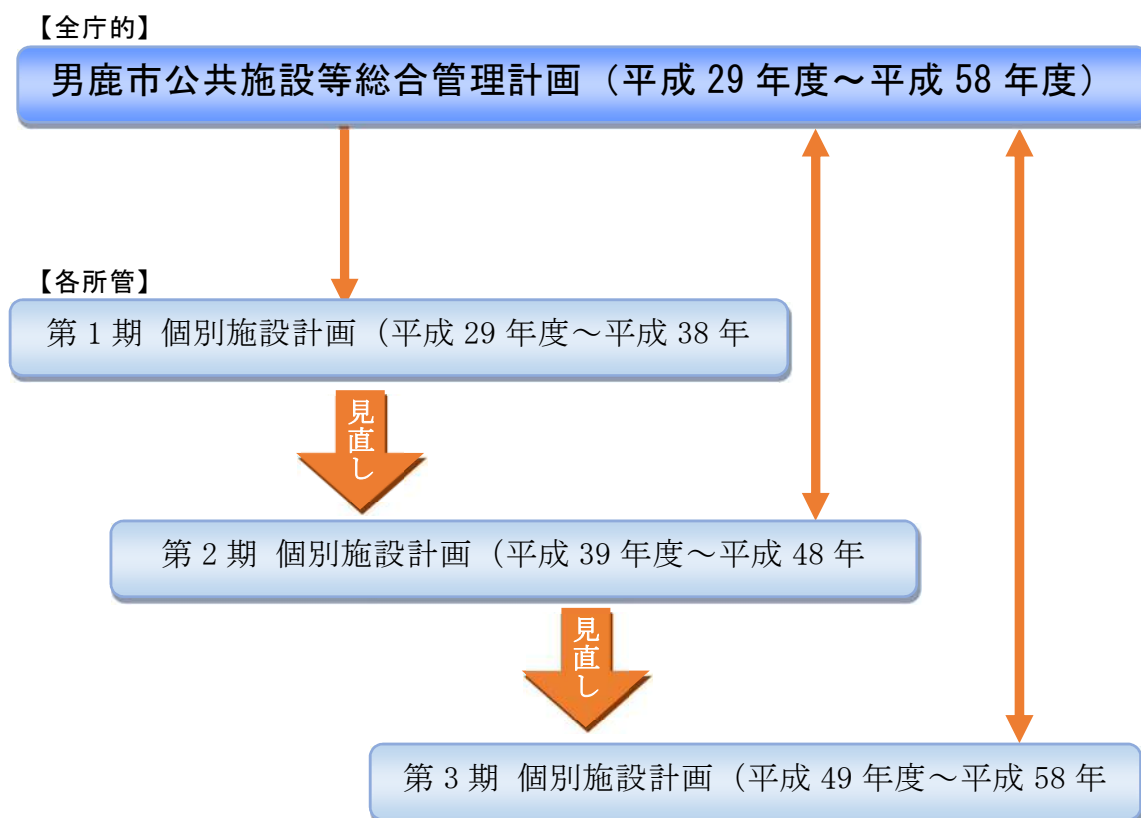 【全庁的】
男鹿市公共施設等総合管理計画（平成 29 年度～平成 58 年度）
【各所管】
第 1 期 個別施設計画（平成 29 年度～平成 38 年
見直し
第 2 期 個別施設計画（平成 39 年度～平成 48 年
見直し
第 3 期 個別施設計画（平成 49 年度～平成 58 年